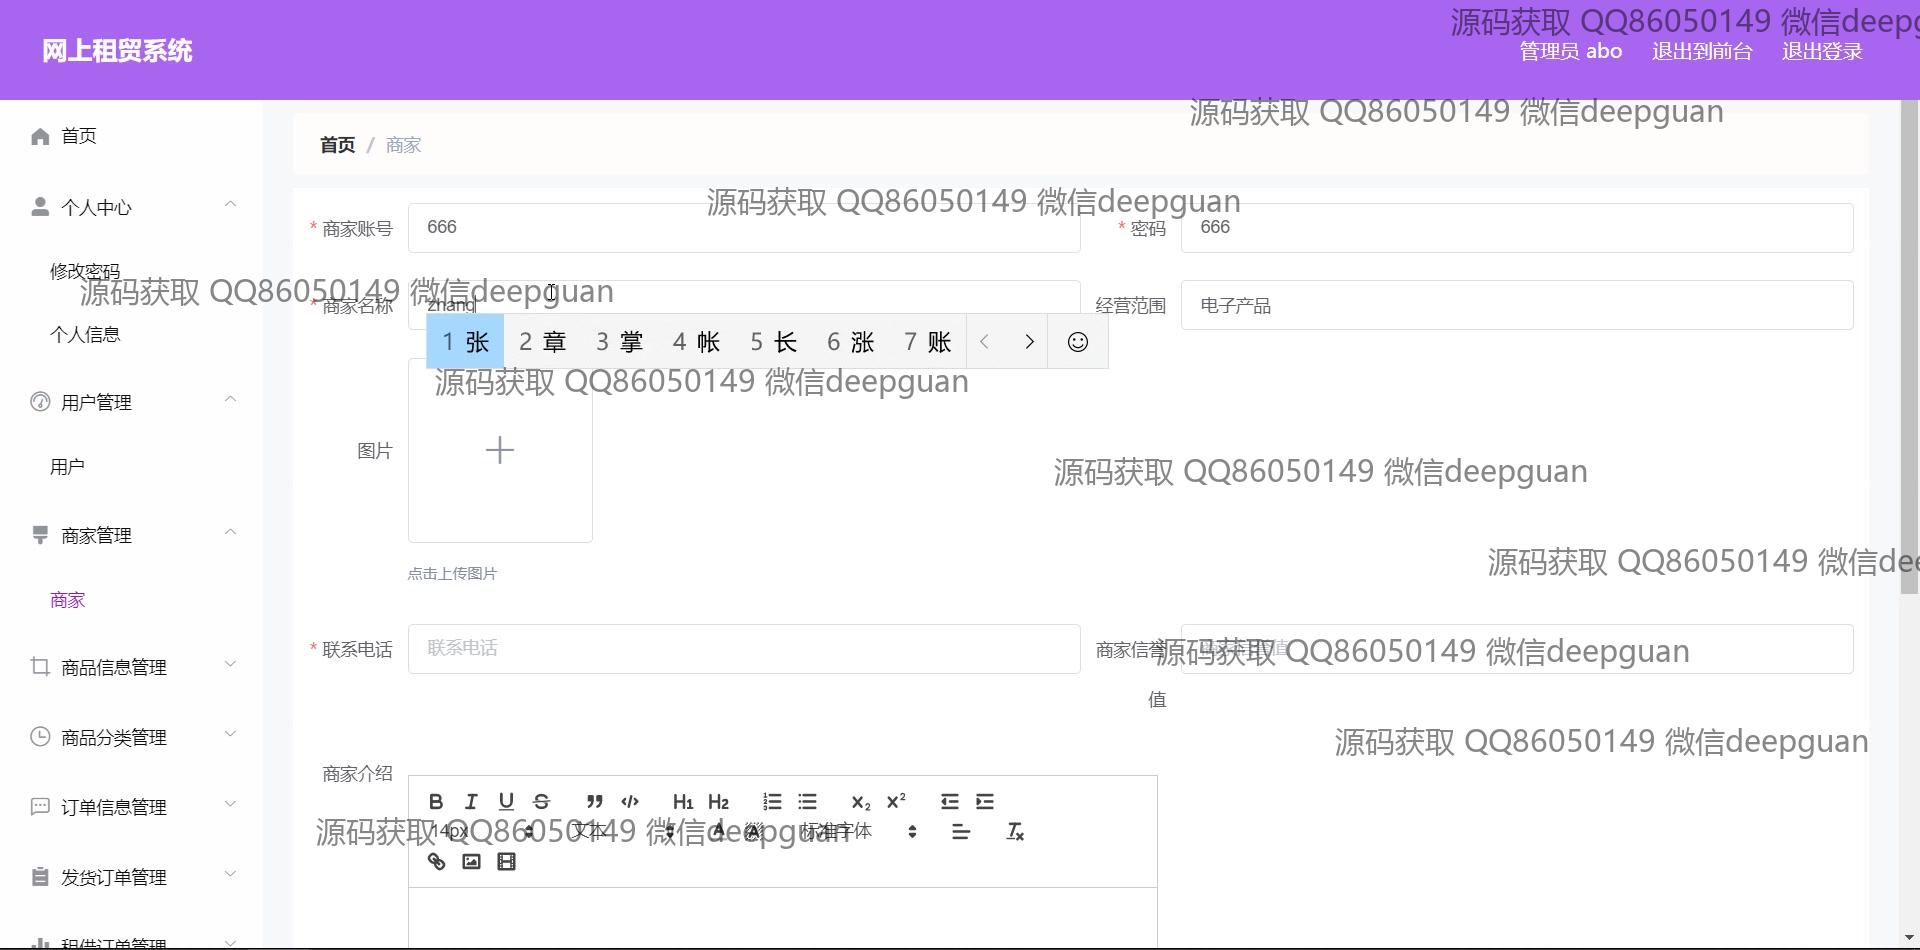 网上租贸系统
源码获取 QQ86050149 微信deepg
管理员 abo 退出到前台 退出登录
源码获取 QQ86050149 微信deepguan
首页
首页 / 商家
个人中心
源码获取 QQ86050149 微信deepguan
* 商家账号 666
* 密码 666
修改密码
源码获取 QQ86050149 微信deepguan
* 商家名称 zhang
经营范围 电子产品
个人信息
1 张 2 章 3 掌 4 帐 5 长 6 涨 7 账
源码获取 QQ86050149 微信deepguan
用户管理
图片
用户
源码获取 QQ86050149 微信deepguan
商家管理
点击上传图片
源码获取 QQ86050149 微信dee
商家
* 联系电话 联系电话
商家信誉值
源码获取 QQ86050149 微信deepguan
商品信息管理
商品分类管理
源码获取 QQ86050149 微信deepguan
商家介绍
B I U S H1 H2 X2 X2
订单信息管理
14px 文本 A A 标准字体
源码获取 QQ86050149 微信deepguan
发货订单管理
租借订单管理